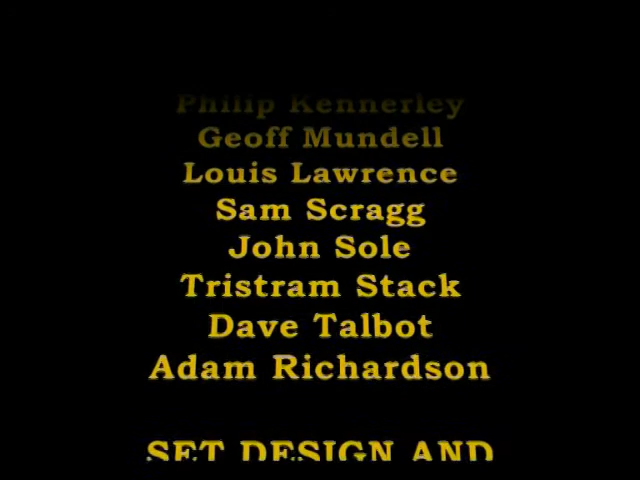 Philip Kennerley
Geoff Mundell
Louis Lawrence
Sam Scragg
John Sole
Tristram Stack
Dave Talbot
Adam Richardson
SET DESIGN AND